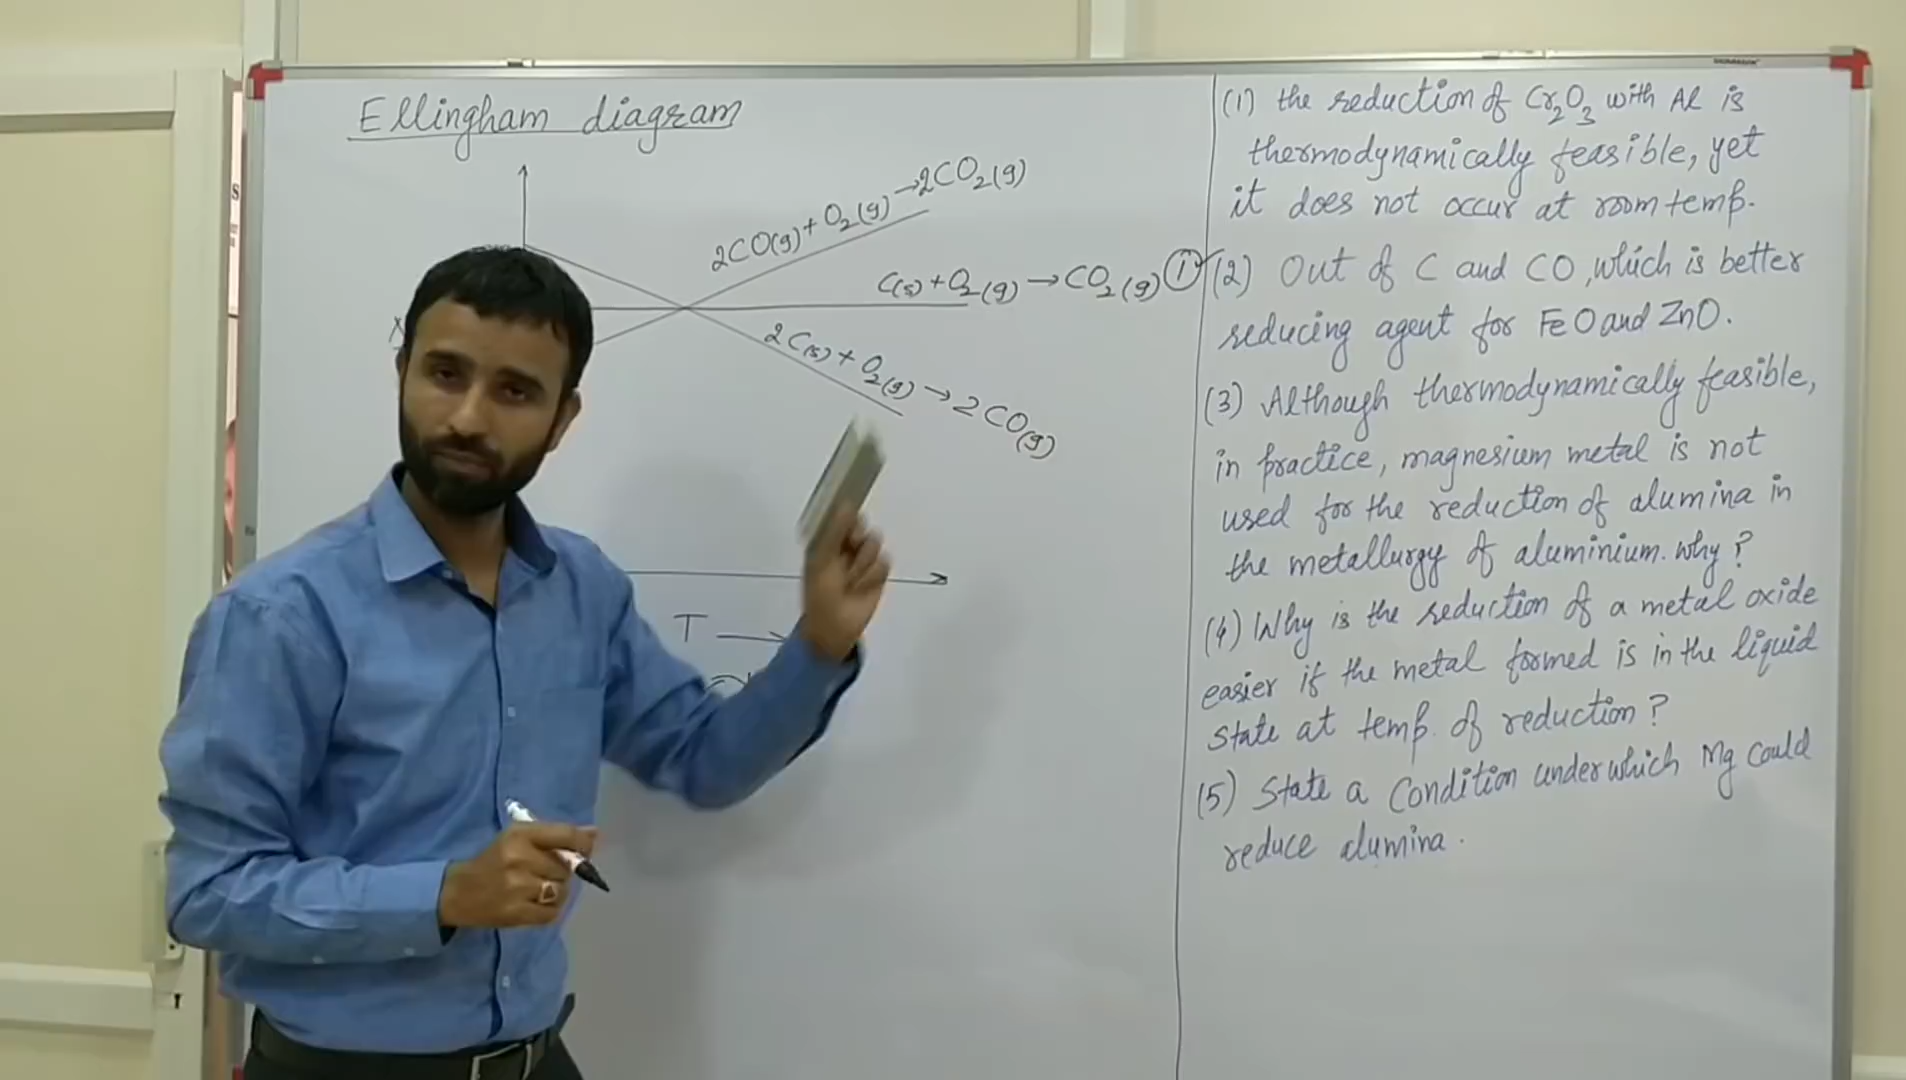 Ellingham diagram
2CO(g) + O2(g) → 2CO2(g)
C(s) + O2(g) → CO2(g) (i)
2C(s) + O2(g) → 2CO(g)
T →
(1) the reduction of Cr2O3 with Al is
thermodynamically feasible, yet
it does not occur at room temp.
(2) Out of C and CO, which is better
reducing agent for FeO and ZnO.
(3) Although thermodynamically feasible,
in practice, magnesium metal is not
used for the reduction of alumina in
the metallurgy of aluminium. why?
(4) Why is the reduction of a metal oxide
easier if the metal formed is in the liquid
state at temp. of reduction?
(5) State a Condition under which Mg Could
reduce alumina.